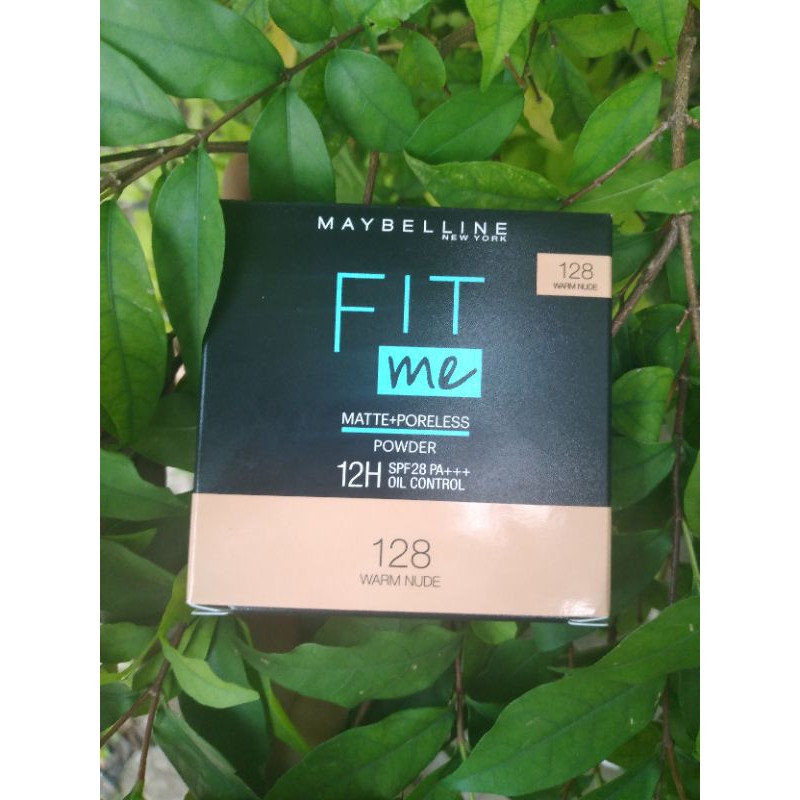 MAYBELLINE
NEW YORK
128
WARM NUDE
FIT
me
MATTE+PORELESS
POWDER
12H SPF28 PA+++
OIL CONTROL
128
WARM NUDE